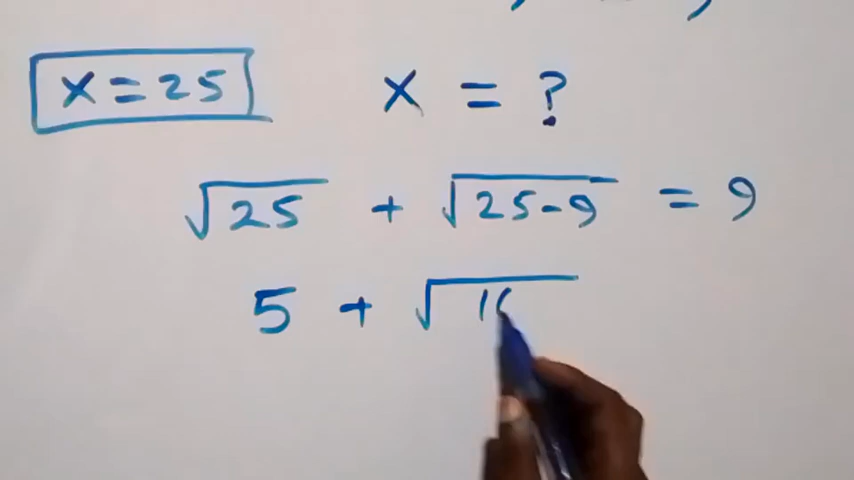 x = 25 x = ?
√25 + √25-9 = 9
5 + √1